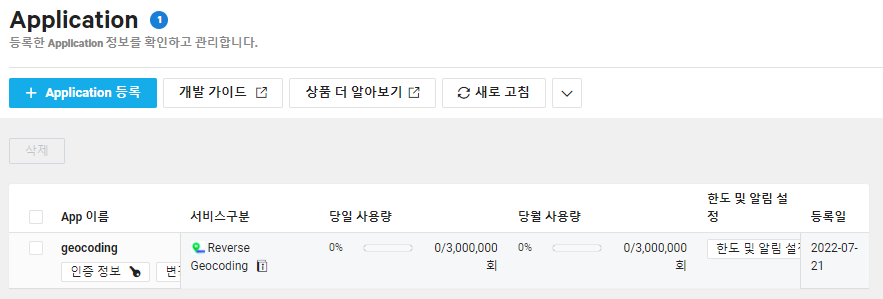 Application 1
등록한 Application 정보를 확인하고 관리합니다.
+ Application 등록 개발 가이드 상품 더 알아보기 새로 고침
삭제
App 이름 서비스구분 당일 사용량 당월 사용량 한도 및 알림 설
정 등록일
geocoding Reverse 0% 0/3,000,000 0% 0/3,000,000 한도 및 알림 설정 2022-07-
인증 정보 변경 Geocoding 회 회 21